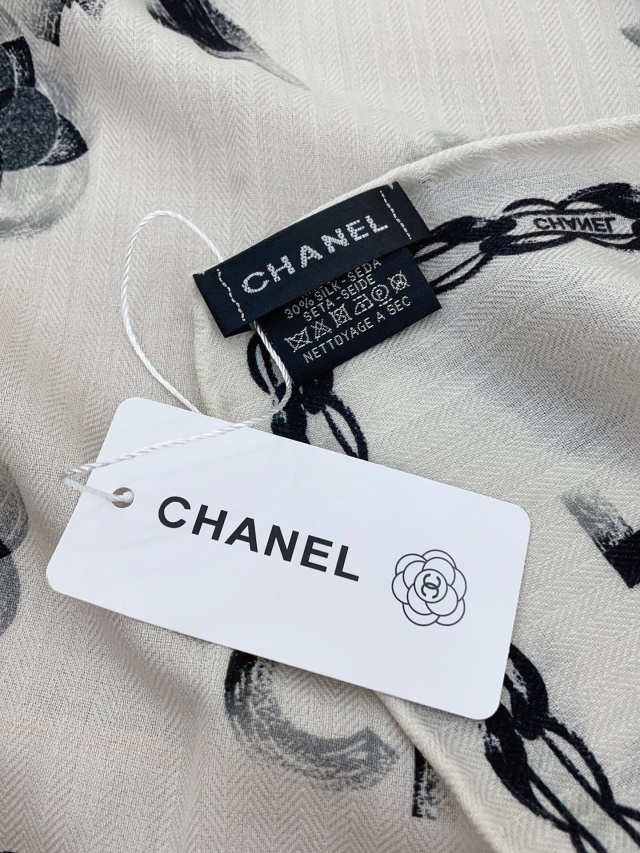 CHANEL
CHANEL
30% SILK-SEDA
SETA-SEIDE
NETTOYAGE A SEC
CHANEL